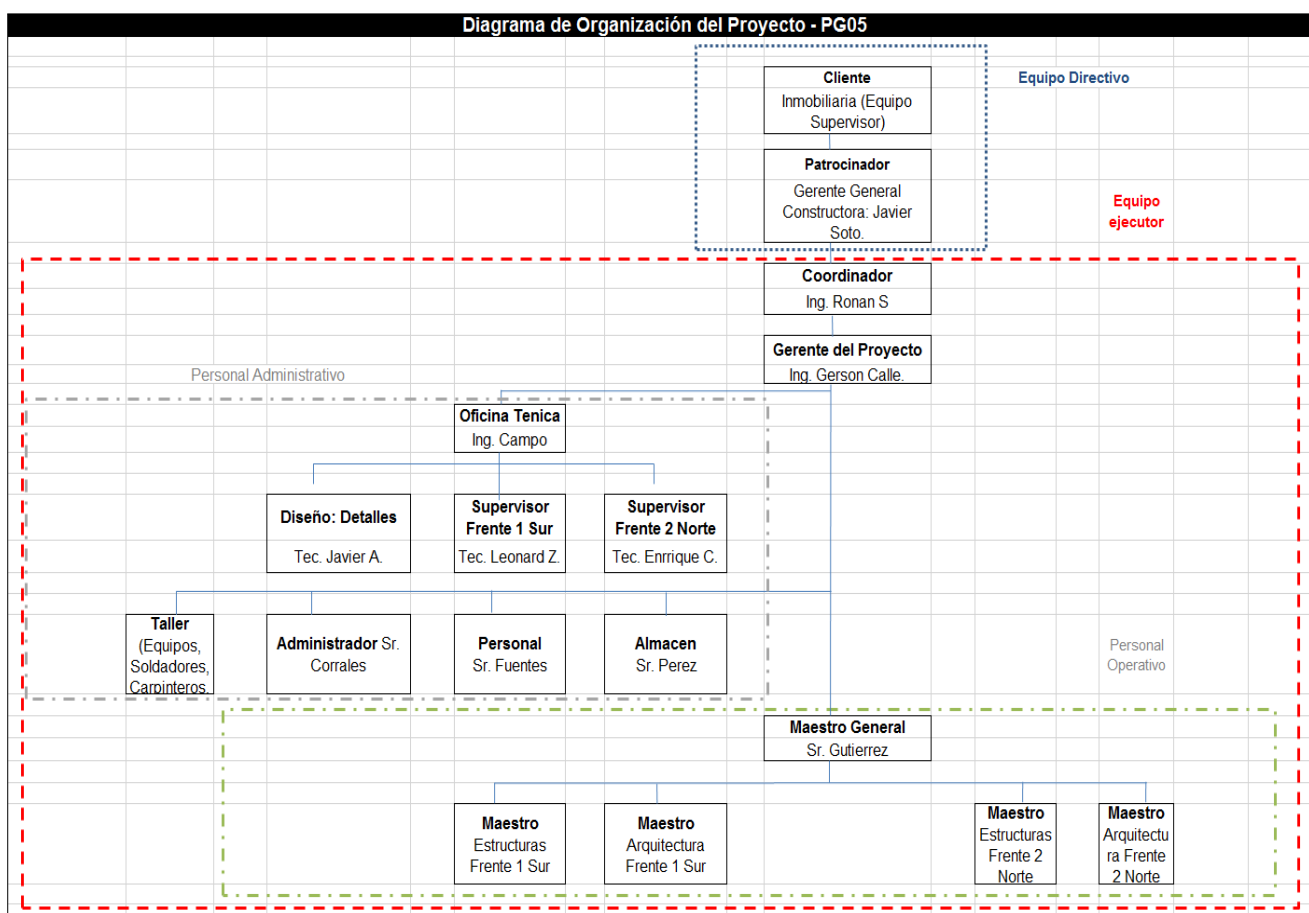 Diagrama de Organización del Proyecto - PG05
Cliente
Inmobiliaria (Equipo
Supervisor)
Equipo Directivo
Patrocinador
Gerente General
Constructora: Javier
Soto.
Equipo
ejecutor
Coordinador
Ing. Ronan S
Gerente del Proyecto
Ing. Gerson Calle.
Personal Administrativo
Oficina Tenica
Ing. Campo
Diseño: Detalles
Tec. Javier A.
Supervisor
Frente 1 Sur
Tec. Leonard Z.
Supervisor
Frente 2 Norte
Tec. Enrrique C.
Taller
(Equipos,
Soldadores,
Carpinteros.
Administrador Sr.
Corrales
Personal
Sr. Fuentes
Almacen
Sr. Perez
Personal
Operativo
Maestro General
Sr. Gutierrez
Maestro
Estructuras
Frente 1 Sur
Maestro
Arquitectura
Frente 1 Sur
Maestro
Estructuras
Frente 2
Norte
Maestro
Arquitectu
ra Frente
2 Norte